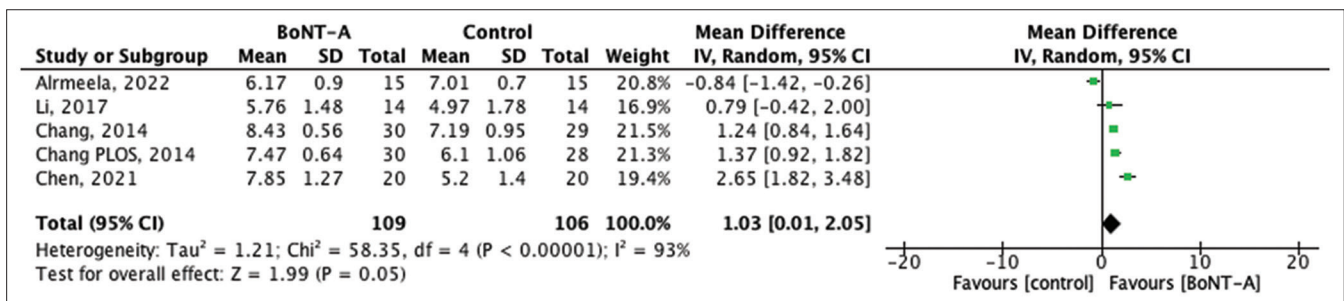 BoNT-A Control Mean Difference Mean Difference
Study or Subgroup Mean SD Total Mean SD Total Weight IV, Random, 95% CI IV, Random, 95% CI
Alrmeela, 2022 6.17 0.9 15 7.01 0.7 15 20.8% -0.84 [-1.42, -0.26]
Li, 2017 5.76 1.48 14 4.97 1.78 14 16.9% 0.79 [-0.42, 2.00]
Chang, 2014 8.43 0.56 30 7.19 0.95 29 21.5% 1.24 [0.84, 1.64]
Chang PLOS, 2014 7.47 0.64 30 6.1 1.06 28 21.3% 1.37 [0.92, 1.82]
Chen, 2021 7.85 1.27 20 5.2 1.4 20 19.4% 2.65 [1.82, 3.48]
Total (95% CI) 109 106 100.0% 1.03 [0.01, 2.05]
Heterogeneity: Tau² = 1.21; Chi² = 58.35, df = 4 (P < 0.00001); I² = 93%
Test for overall effect: Z = 1.99 (P = 0.05)
-20 -10 0 10 20
Favours [control] Favours [BoNT-A]